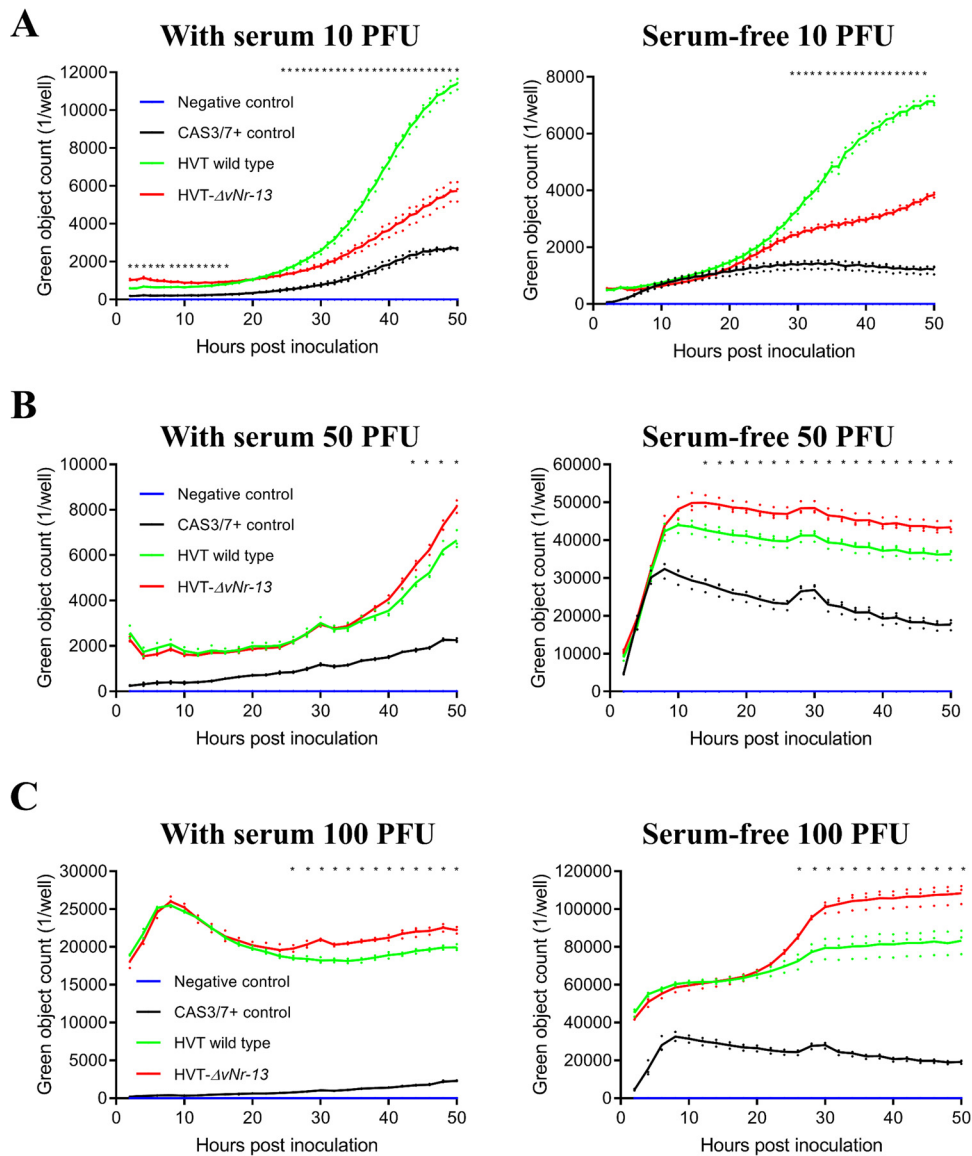 A
With serum 10 PFU
Serum-free 10 PFU
Green object count (1/well)
12000
10000
8000
6000
4000
2000
0
0 10 20 30 40 50
Hours post inoculation
Negative control
CAS3/7+ control
HVT wild type
HVT-ΔvNr-13
Green object count (1/well)
8000
6000
4000
2000
0
0 10 20 30 40 50
Hours post inoculation
B
With serum 50 PFU
Serum-free 50 PFU
Green object count (1/well)
10000
8000
6000
4000
2000
0
0 10 20 30 40 50
Hours post inoculation
Negative control
CAS3/7+ control
HVT wild type
HVT-ΔvNr-13
Green object count (1/well)
60000
50000
40000
30000
20000
10000
0
0 10 20 30 40 50
Hours post inoculation
C
With serum 100 PFU
Serum-free 100 PFU
Green object count (1/well)
30000
25000
20000
15000
10000
5000
0
0 10 20 30 40 50
Hours post inoculation
Negative control
CAS3/7+ control
HVT wild type
HVT-ΔvNr-13
Green object count (1/well)
120000
100000
80000
60000
40000
20000
0
0 10 20 30 40 50
Hours post inoculation